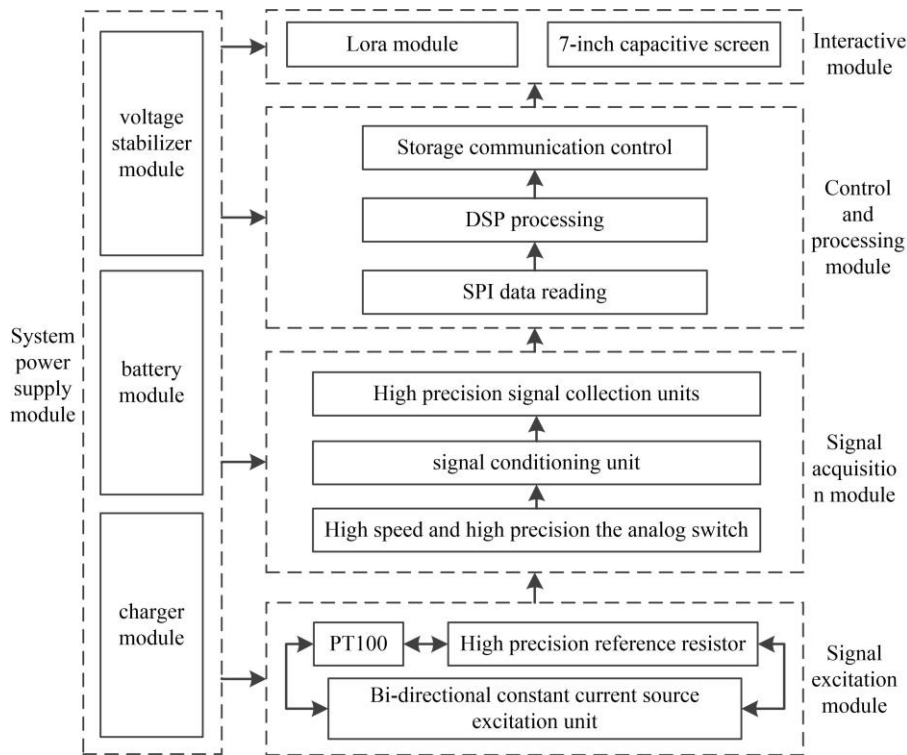 System
power
supply
module
voltage
stabilizer
module
battery
module
charger
module
Lora module
7-inch capacitive screen
Interactive
module
Storage communication control
DSP processing
SPI data reading
Control
and
processing
module
High precision signal collection units
signal conditioning unit
High speed and high precision the analog switch
Signal
acquisitio
n module
PT100
High precision reference resistor
Bi-directional constant current source
excitation unit
Signal
excitation
module